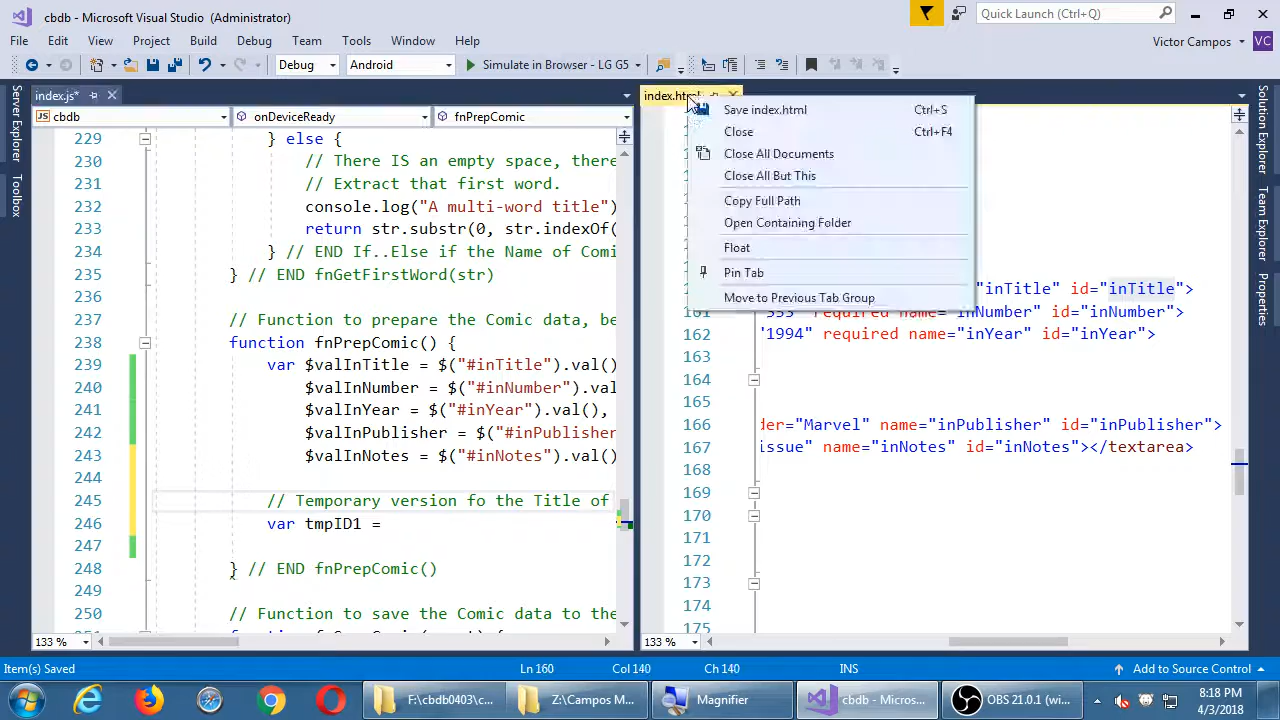 cbdb - Microsoft Visual Studio (Administrator)
Quick Launch (Ctrl+Q)
File Edit View Project Build Debug Team Tools Window Help
Victor Campos VC
Debug Android Simulate in Browser - LG G5
index.js*
index.html
cbdb onDeviceReady fnPrepComic
Server Explorer
Toolbox
Solution Explorer
Team Explorer
Properties
229 } else {
230 // There IS an empty space, there
231 // Extract that first word.
232 console.log("A multi-word title")
233 return str.substr(0, str.indexOf(
234 } // END If..Else if the Name of Comi
235 } // END fnGetFirstWord(str)
236
237 // Function to prepare the Comic data, be
238 function fnPrepComic() {
239 var $valInTitle = $("#inTitle").val()
240 $valInNumber = $("#inNumber").val
241 $valInYear = $("#inYear").val(),
242 $valInPublisher = $("#inPublisher
243 $valInNotes = $("#inNotes").val()
244
245 // Temporary version fo the Title of
246 var tmpID1 =
247
248 } // END fnPrepComic()
249
250 // Function to save the Comic data to the
Save index.html Ctrl+S
Close Ctrl+F4
Close All Documents
Close All But This
Copy Full Path
Open Containing Folder
Float
Pin Tab
Move to Previous Tab Group
"inTitle" id="inTitle">
161 "333" required name="inNumber" id="inNumber">
162 "1994" required name="inYear" id="inYear">
163
164
165
166 der="Marvel" name="inPublisher" id="inPublisher">
167 issue" name="inNotes" id="inNotes"></textarea>
168
169
170
171
172
173
174
175
133 %
133 %
Item(s) Saved Ln 160 Col 140 Ch 140 INS Add to Source Control
F:\cbdb0403\c... Z:\Campos M... Magnifier cbdb - Micros... OBS 21.0.1 (wi...
8:18 PM
4/3/2018